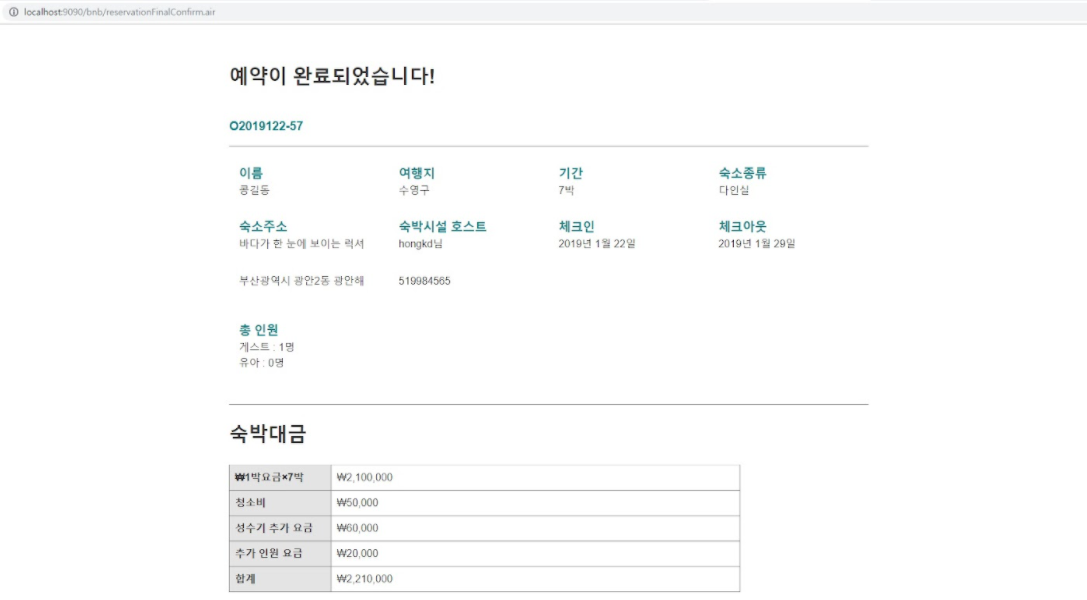 localhost:9090/bnb/reservationFinalConfirm.air
예약이 완료되었습니다!
O2019122-57
이름 여행지 기간 숙소종류
콩길동 수영구 7박 다인실
숙소주소 숙박시설 호스트 체크인 체크아웃
바다가 한 눈에 보이는 럭셔 hongkd님 2019년 1월 22일 2019년 1월 29일
부산광역시 광안2동 광안해 519984565
총 인원
게스트 : 1명
유아 : 0명
숙박대금
₩1박요금×7박 ₩2,100,000
청소비 ₩50,000
성수기 추가 요금 ₩60,000
추가 인원 요금 ₩20,000
합계 ₩2,210,000